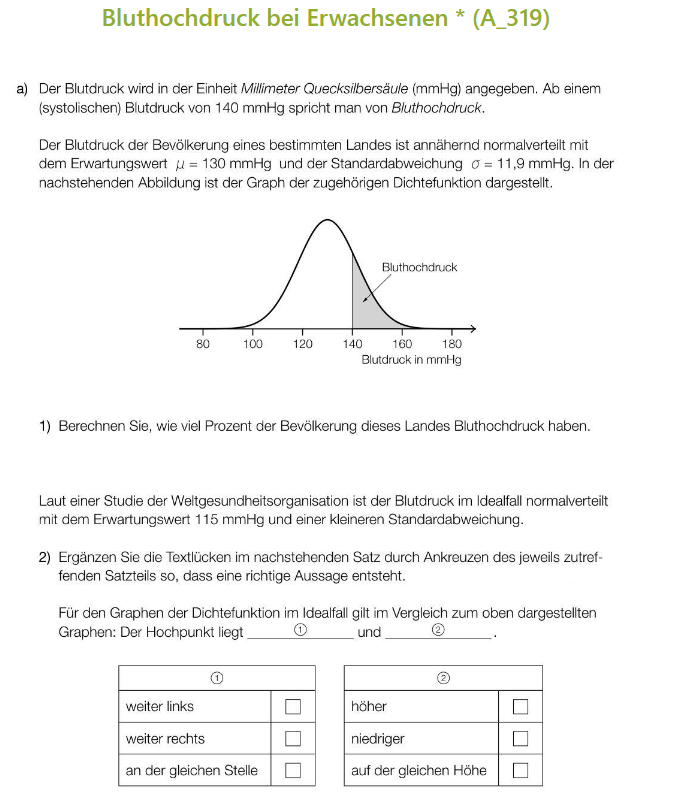 Bluthochdruck bei Erwachsenen * (A_319)
a) Der Blutdruck wird in der Einheit Millimeter Quecksilbersäule (mmHg) angegeben. Ab einem
(systolischen) Blutdruck von 140 mmHg spricht man von Bluthochdruck.
Der Blutdruck der Bevölkerung eines bestimmten Landes ist annähernd normalverteilt mit
dem Erwartungswert μ = 130 mmHg und der Standardabweichung σ = 11,9 mmHg. In der
nachstehenden Abbildung ist der Graph der zugehörigen Dichtefunktion dargestellt.
Bluthochdruck
80 100 120 140 160 180
Blutdruck in mmHg
1) Berechnen Sie, wie viel Prozent der Bevölkerung dieses Landes Bluthochdruck haben.
Laut einer Studie der Weltgesundheitsorganisation ist der Blutdruck im Idealfall normalverteilt
mit dem Erwartungswert 115 mmHg und einer kleineren Standardabweichung.
2) Ergänzen Sie die Textlücken im nachstehenden Satz durch Ankreuzen des jeweils zutref-
fenden Satzteils so, dass eine richtige Aussage entsteht.
Für den Graphen der Dichtefunktion im Idealfall gilt im Vergleich zum oben dargestellten
Graphen: Der Hochpunkt liegt ① und ② .
① ②
weiter links höher
weiter rechts niedriger
an der gleichen Stelle auf der gleichen Höhe